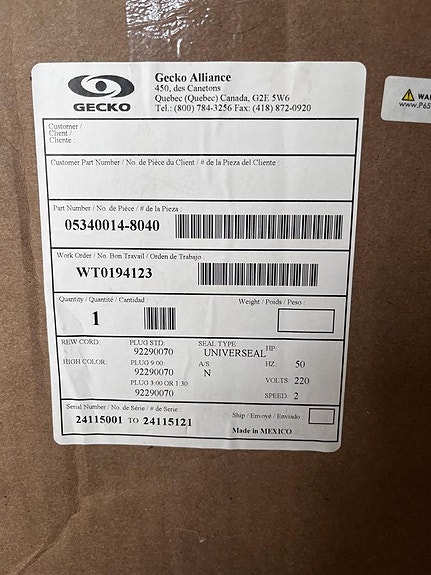 GECKO
Gecko Alliance
450, des Canetons
Quebec (Quebec) Canada, G2E 5W6
Tel.: (800) 784-3256 Fax: (418) 872-0920
Customer /
Client /
Cliente :
Customer Part Number / No. de Pièce du Client / # de la Pieza del Cliente :
Part Number / No. de Pièce / # de la Pieza :
05340014-8040
Work Order / No. Bon Travail / Orden de Trabajo :
WT0194123
Quantity / Quantité / Cantidad
1
Weight / Poids / Peso :
REW CORD: PLUG STD: SEAL TYPE: HP:
92290070 UNIVERSEAL
HIGH COLOR: PLUG 9:00: A/S: HZ: 50
92290070 N
PLUG 3:00 OR 1:30: VOLTS: 220
92290070 SPEED: 2
Serial Number / No. de Série / # de Serie :
24115001 TO 24115121
Ship / Envoyé / Enviado :
Made in MEXICO
WAR
www.P65